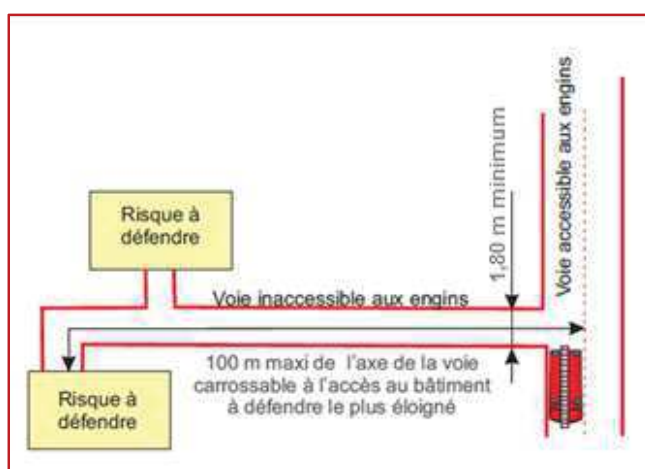 Voie accessible aux engins
1,80 m minimum
Risque à
défendre
Voie inaccessible aux engins
100 m maxi de l'axe de la voie
carrossable à l'accès au bâtiment
à défendre le plus éloigné
Risque à
défendre